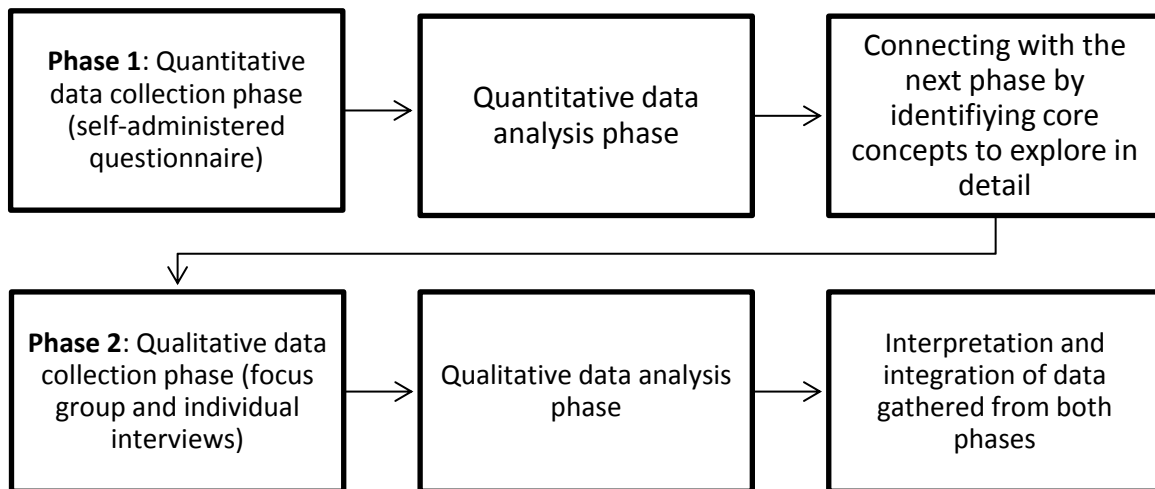 Phase 1: Quantitative
data collection phase
(self-administered
questionnaire)
Quantitative data
analysis phase
Connecting with the
next phase by
identifiying core
concepts to explore in
detail
Phase 2: Qualitative data
collection phase (focus
group and individual
interviews)
Qualitative data analysis
phase
Interpretation and
integration of data
gathered from both
phases